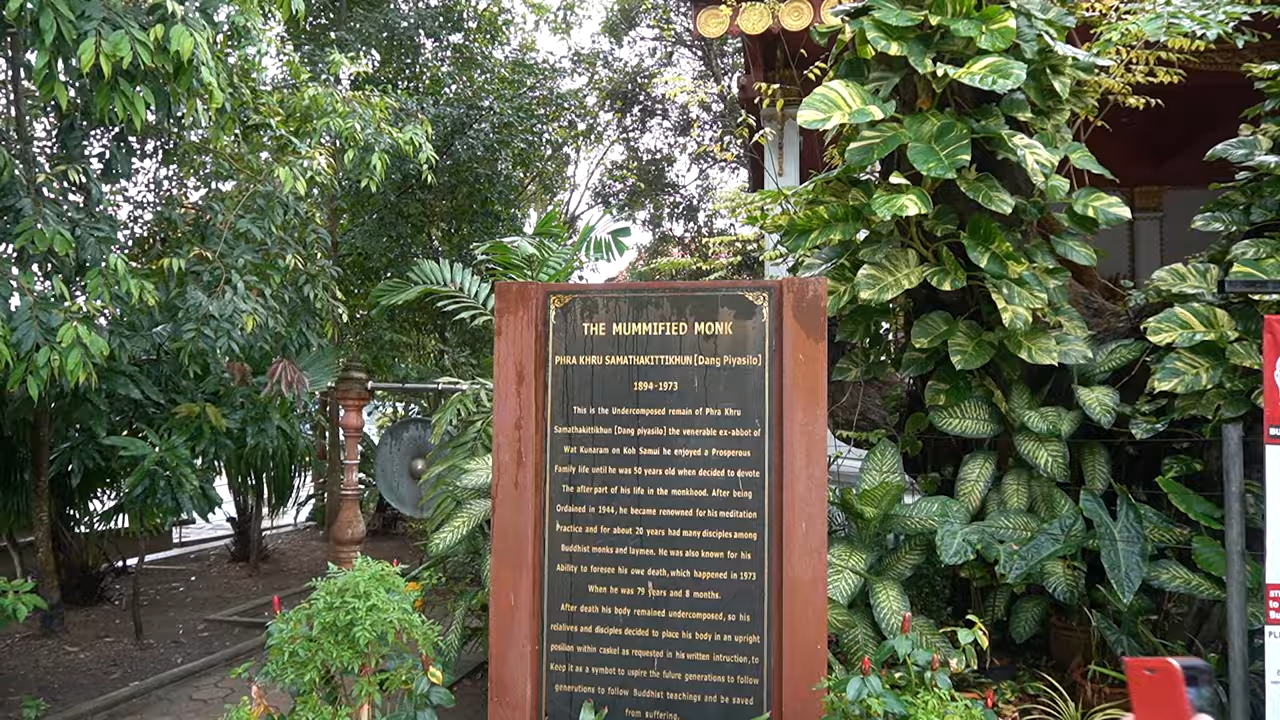 THE MUMMIFIED MONK
PHRA KHRU SAMATHAKITTIKHUN [Dang Piyasilo]
1894-1973
This is the Undercomposed remain of Phra Khru
Samathakittikhun [Dang piyasilo] the venerable ex-abbot of
Wat Kunaram on Koh Samui he enjoyed a Prosperous
Family life until he was 50 years old when decided to devote
The after part of his life in the monkhood. After being
Ordained in 1944, he became renowned for his meditation
Practice and for about 20 years had many disciples among
Buddhist monks and laymen. He was also known for his
Ability to foresee his owe death, which happened in 1973
When he was 79 years and 8 months.
After death his body remained undercomposed, so his
relatives and disciples decided to place his body in an upright
position within casket as requested in his written intruction, to
Keep it as a symbol to uspire the future generations to follow
generutions to follow Buddhist teachings and be saved
from suffering.